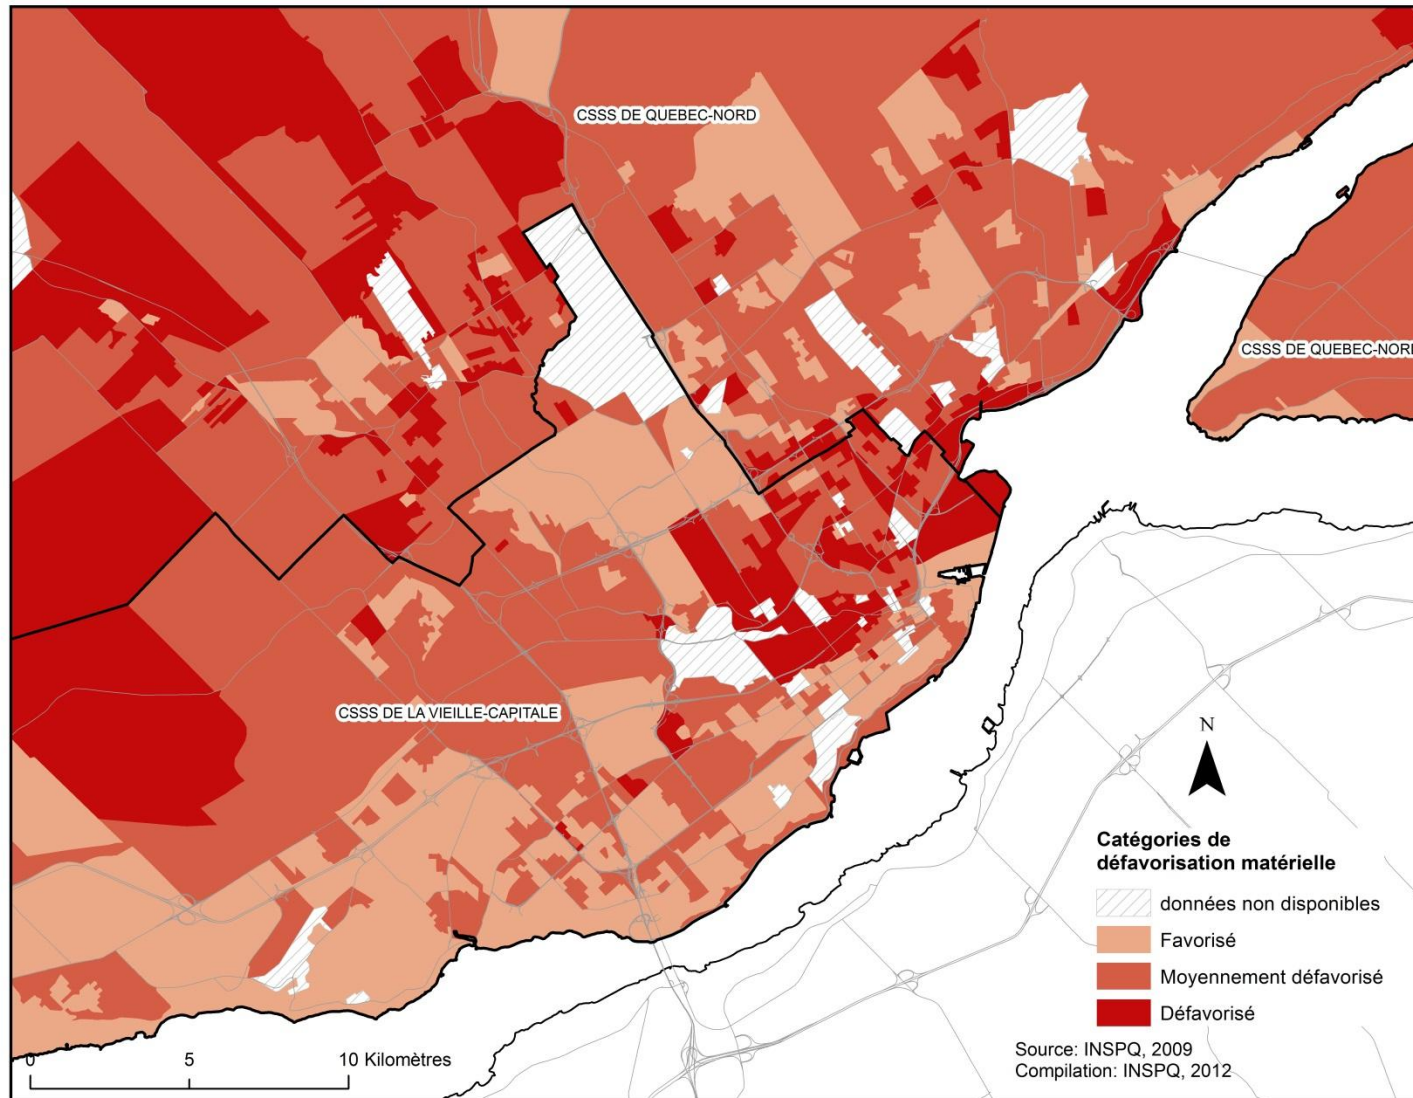 CSSS DE QUEBEC-NORD
CSSS DE QUEBEC-NORD
CSSS DE LA VIEILLE-CAPITALE
N
Catégories de
défavorisation matérielle
données non disponibles
Favorisé
Moyennement défavorisé
Défavorisé
0 5 10 Kilomètres
Source: INSPQ, 2009
Compilation: INSPQ, 2012